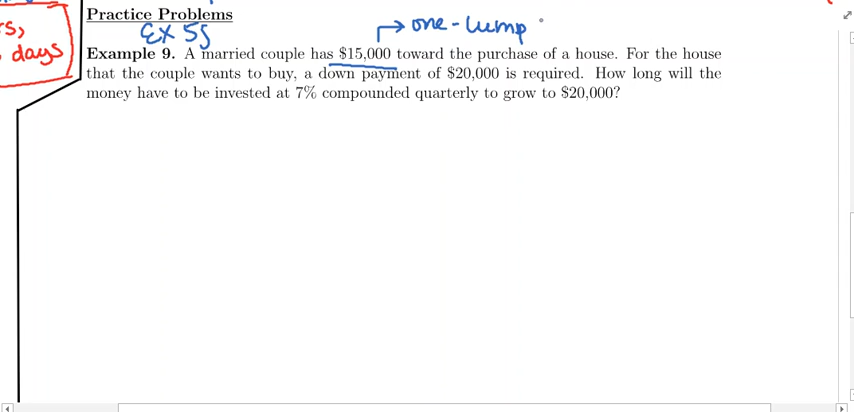 Practice Problems
rs,
EX 5S
one-lump
days
Example 9. A married couple has $15,000 toward the purchase of a house. For the house
that the couple wants to buy, a down payment of $20,000 is required. How long will the
money have to be invested at 7% compounded quarterly to grow to $20,000?